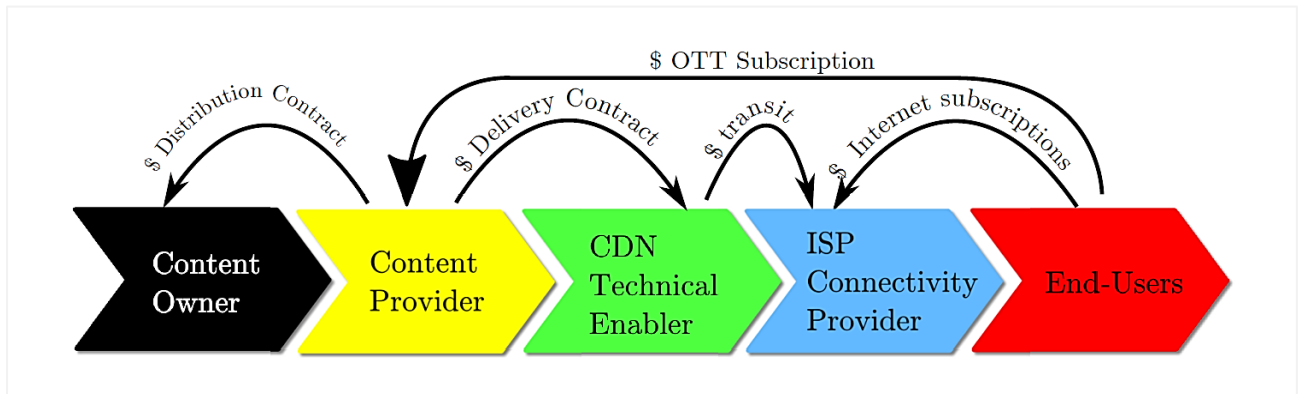 $ OTT Subscription
$ Distribution Contract
$ Delivery Contract
$ transit
$ Internet subscriptions
Content
Owner
Content
Provider
CDN
Technical
Enabler
ISP
Connectivity
Provider
End-Users